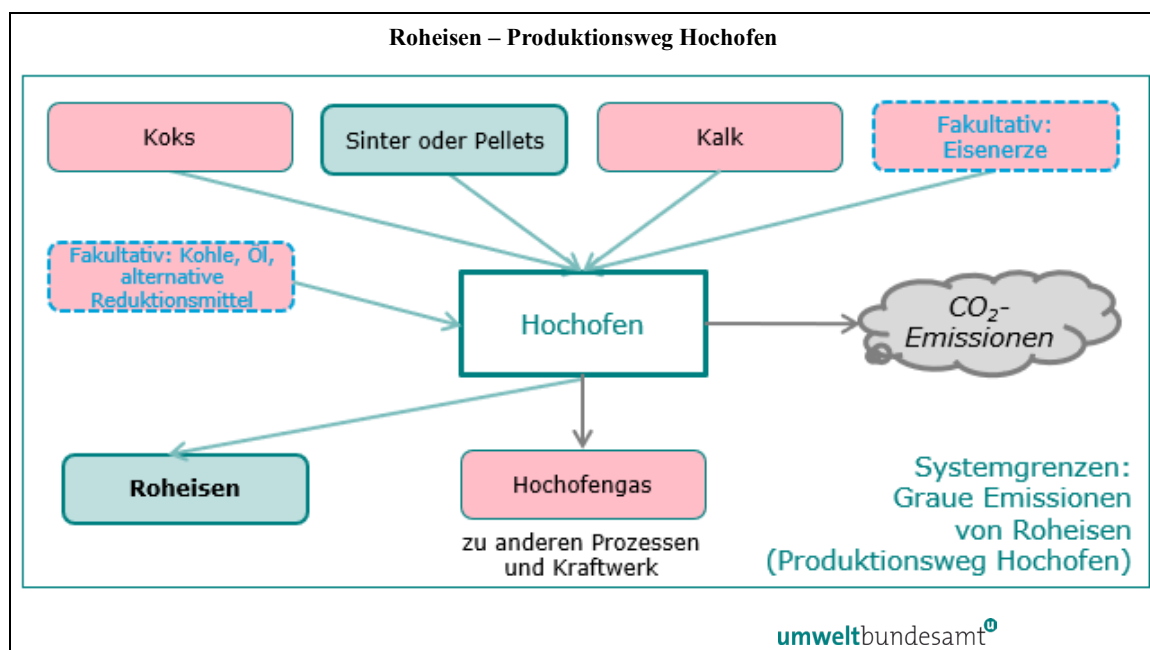 Roheisen – Produktionsweg Hochofen
Koks
Sinter oder Pellets
Kalk
Fakultativ:
Eisenerze
Fakultativ: Kohle, Öl,
alternative
Reduktionsmittel
Hochofen
CO₂-
Emissionen
Roheisen
Hochofengas
zu anderen Prozessen
und Kraftwerk
Systemgrenzen:
Graue Emissionen
von Roheisen
(Produktionsweg Hochofen)
umweltbundesamt
u